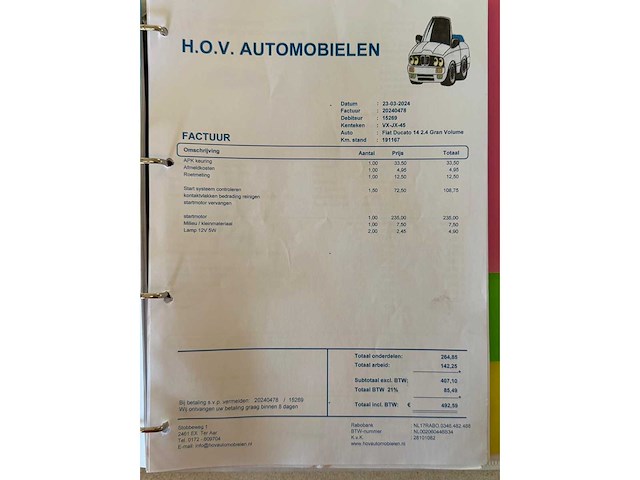 H.O.V. AUTOMOBIELEN
Datum : 23-03-2024
Factuur : 20240478
Debiteur : 15269
Kenteken : VX-JX-45
Auto : Fiat Ducato 14 2.4 Gran Volume
Km. stand : 191167
FACTUUR
Omschrijving Aantal Prijs Totaal
APK keuring 1,00 33,50 33,50
Afmeldkosten 1,00 4,95 4,95
Roetmeting 1,00 12,50 12,50
Start systeem controleren 1,50 72,50 108,75
kontaktvlakken bedrading reinigen
startmotor vervangen
startmotor 1,00 235,00 235,00
Milieu / kleinmateriaal 1,00 7,50 7,50
Lamp 12V 5W 2,00 2,45 4,90
Totaal onderdelen: 264,85
Totaal arbeid: 142,25
Subtotaal excl. BTW: 407,10
Totaal BTW 21% 85,49
Totaal incl. BTW: € 492,59
Bij betaling s.v.p. vermelden: 20240478 / 15269
Wij ontvangen uw betaling graag binnen 8 dagen
Stobbeweg 1
2461 EX Ter Aar
Tel. 0172 - 609704
E-mail: info@hovautomobielen.nl
Rabobank
BTW-nummer
K.v.K. 28101062
www.hovautomobielen.nl